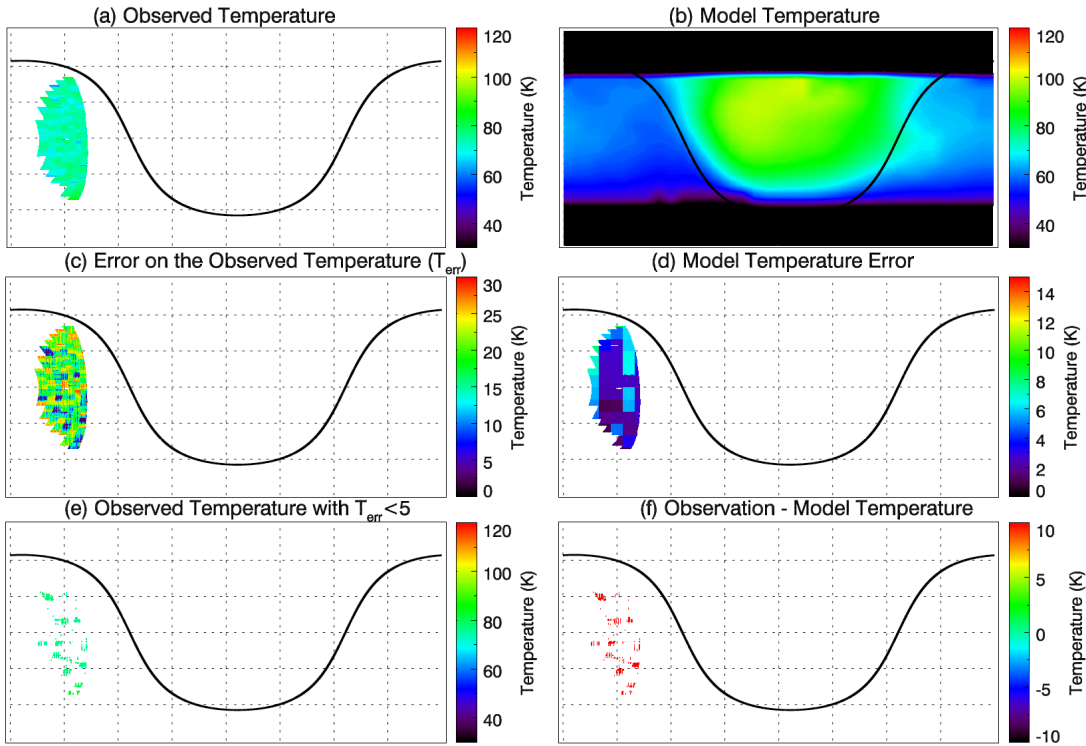 (a) Observed Temperature
120
100
80
60
40
Temperature (K)
(b) Model Temperature
120
100
80
60
40
Temperature (K)
(c) Error on the Observed Temperature (Terr)
30
25
20
15
10
5
0
Temperature (K)
(d) Model Temperature Error
14
12
10
8
6
4
2
0
Temperature (K)
(e) Observed Temperature with Terr<5
120
100
80
60
40
Temperature (K)
(f) Observation - Model Temperature
10
5
0
-5
-10
Temperature (K)